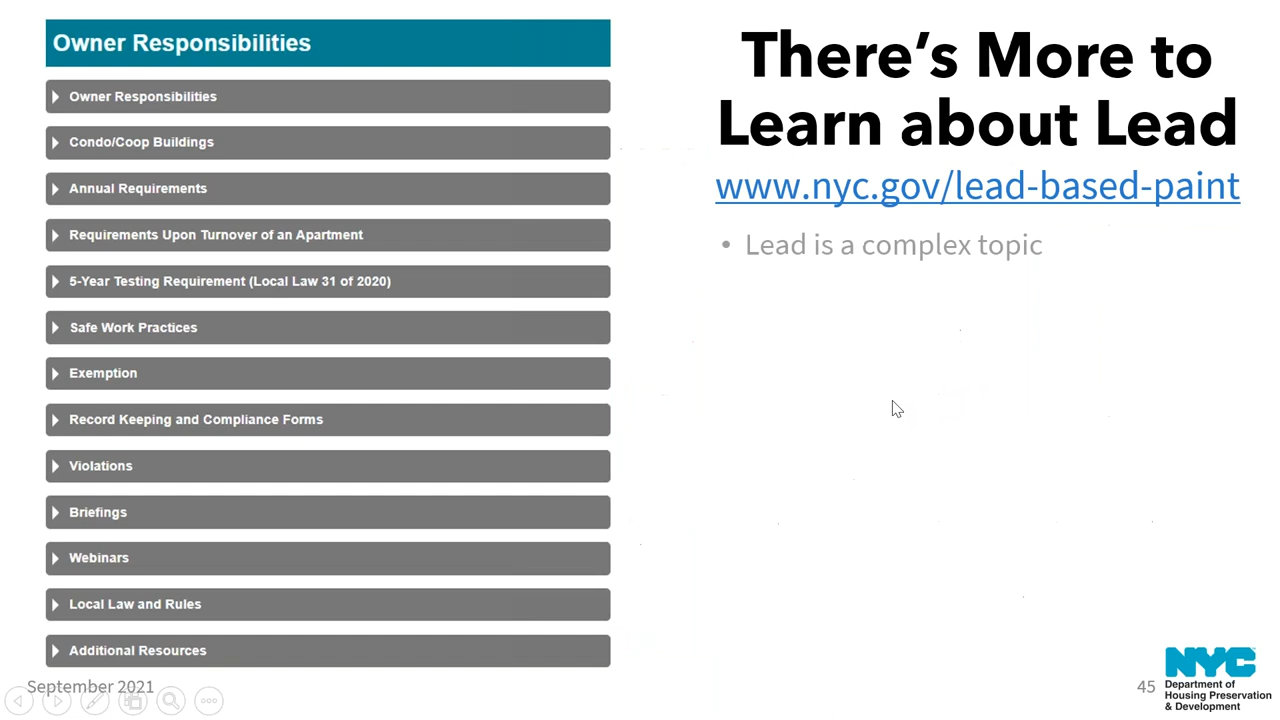 Owner Responsibilities
Owner Responsibilities
Condo/Coop Buildings
Annual Requirements
Requirements Upon Turnover of an Apartment
5-Year Testing Requirement (Local Law 31 of 2020)
Safe Work Practices
Exemption
Record Keeping and Compliance Forms
Violations
Briefings
Webinars
Local Law and Rules
Additional Resources
There's More to
Learn about Lead
www.nyc.gov/lead-based-paint
• Lead is a complex topic
September 2021
45
NYC
Department of
Housing Preservation
& Development